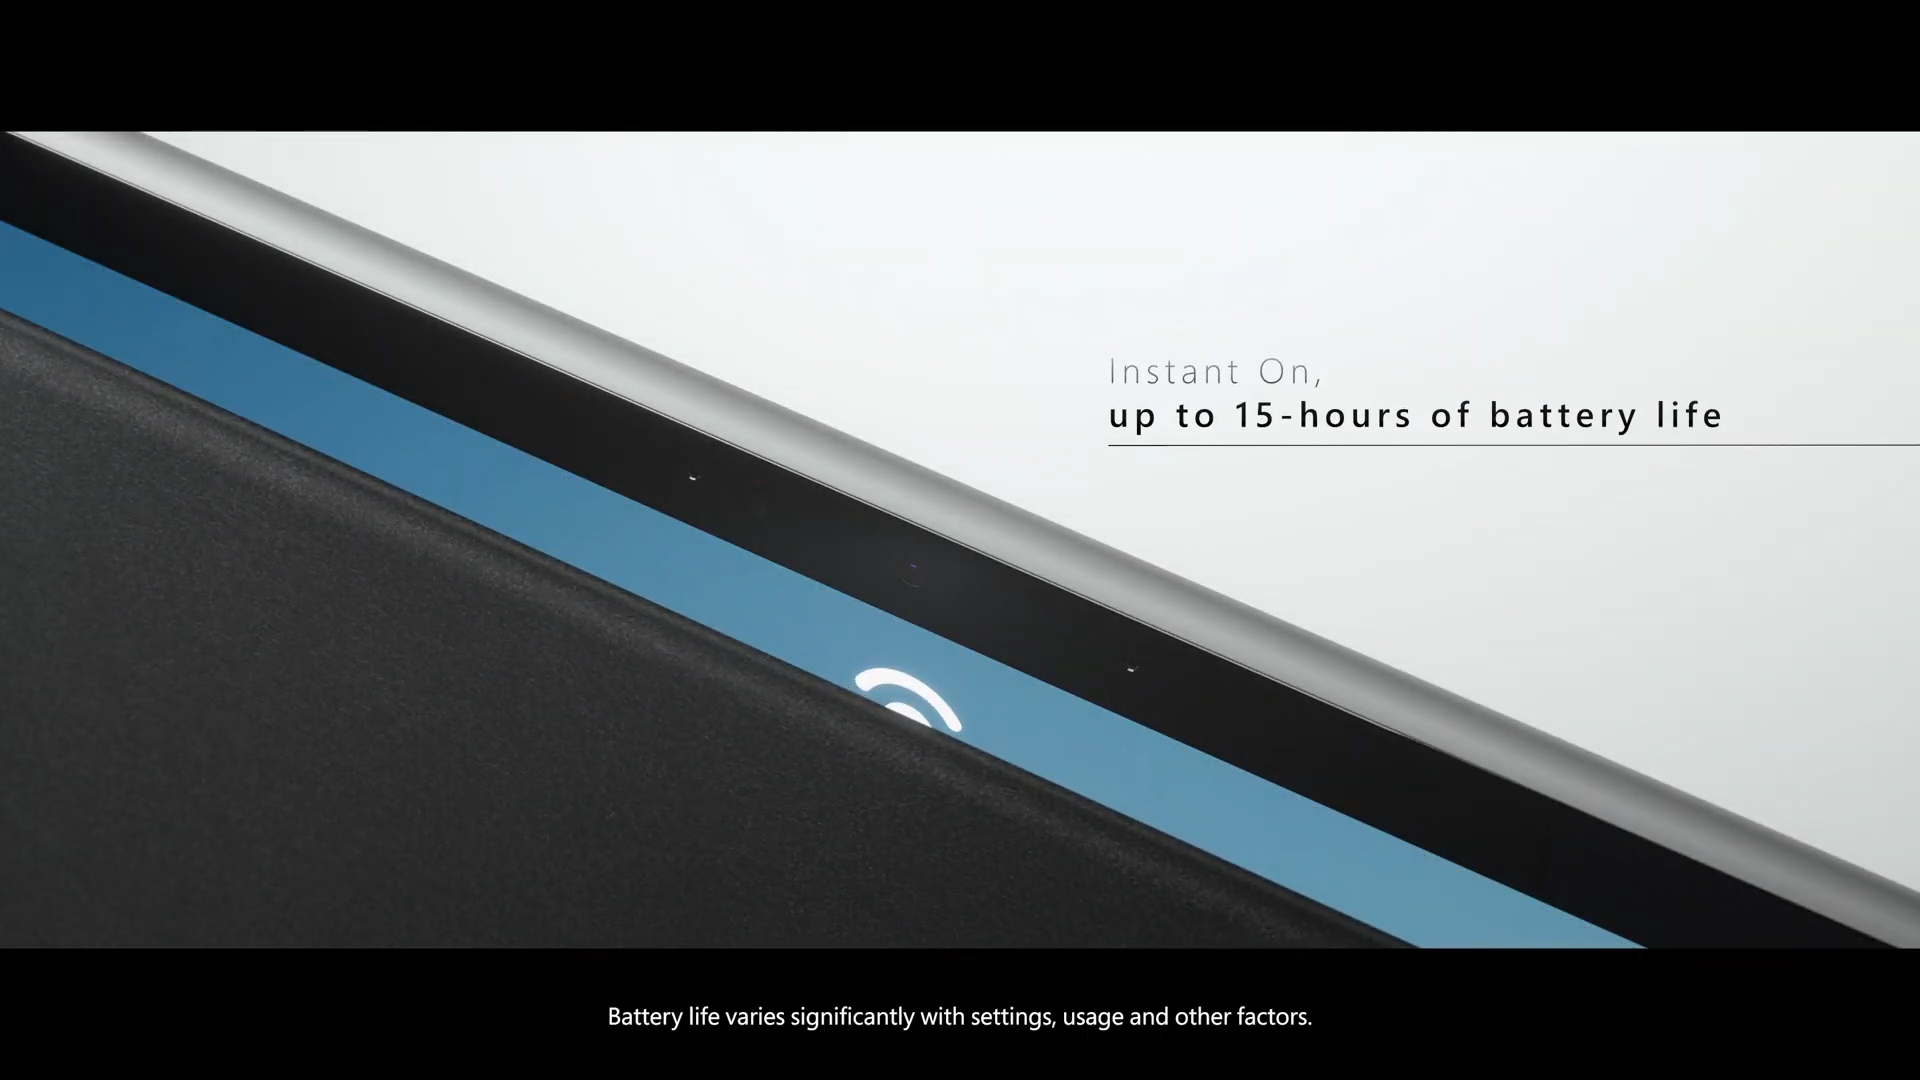 Instant On,
up to 15-hours of battery life
Battery life varies significantly with settings, usage and other factors.